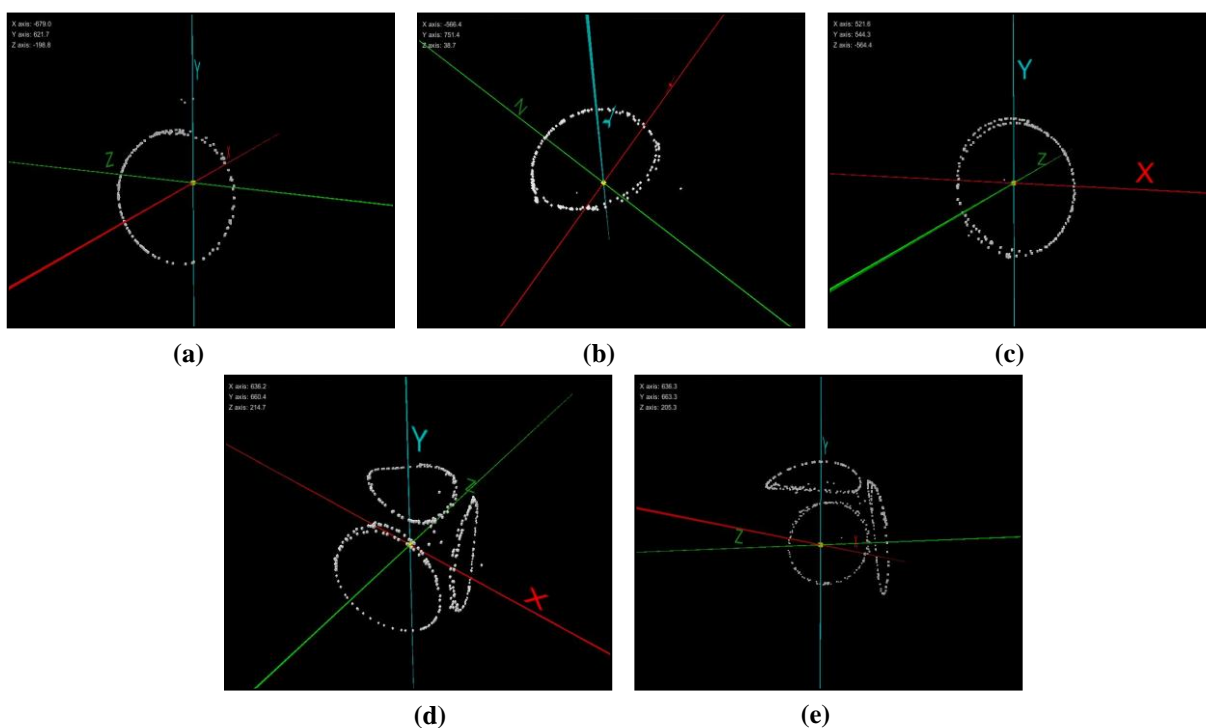 X axis: -679.0
Y axis: 621.7
Z axis: -198.8
Y
Z
(a)
X axis: -566.4
Y axis: 751.4
Z axis: 38.7
Z
(b)
X axis: 521.6
Y axis: 544.3
Z axis: -564.4
Y
Z
X
(c)
X axis: 636.2
Y axis: 660.4
Z axis: 214.7
Y
Z
X
(d)
X axis: 636.3
Y axis: 663.3
Z axis: 205.3
Y
Z
(e)